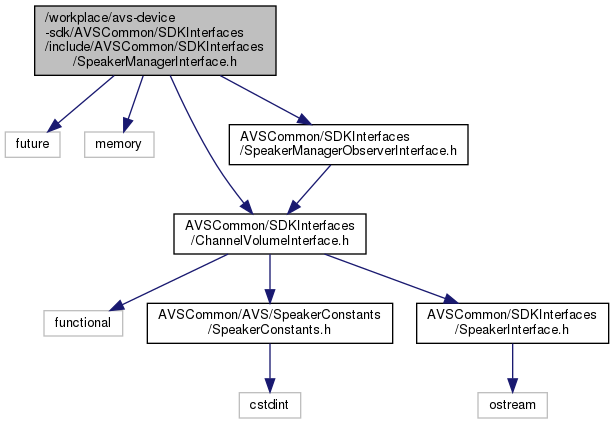 /workplace/avs-device
-sdk/AVSCommon/SDKInterfaces
/include/AVSCommon/SDKInterfaces
/SpeakerManagerInterface.h
future
memory
AVSCommon/SDKInterfaces
/SpeakerManagerObserverInterface.h
AVSCommon/SDKInterfaces
/ChannelVolumeInterface.h
functional
AVSCommon/AVS/SpeakerConstants
/SpeakerConstants.h
AVSCommon/SDKInterfaces
/SpeakerInterface.h
cstdint
ostream